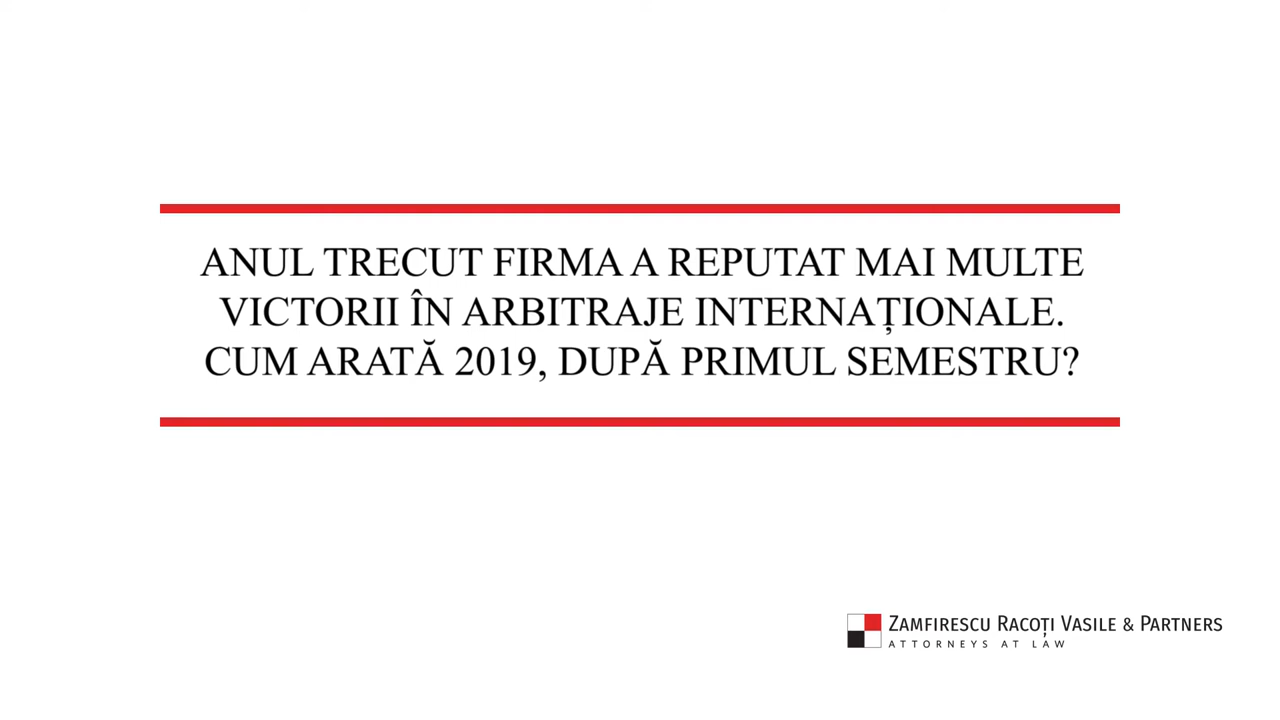 ANUL TRECUT FIRMA A REPUTAT MAI MULTE
VICTORII ÎN ARBITRAJE INTERNAȚIONALE.
CUM ARATĂ 2019, DUPĂ PRIMUL SEMESTRU?
ZAMFIRESCU RACOȚI VASILE & PARTNERS
ATTORNEYS AT LAW